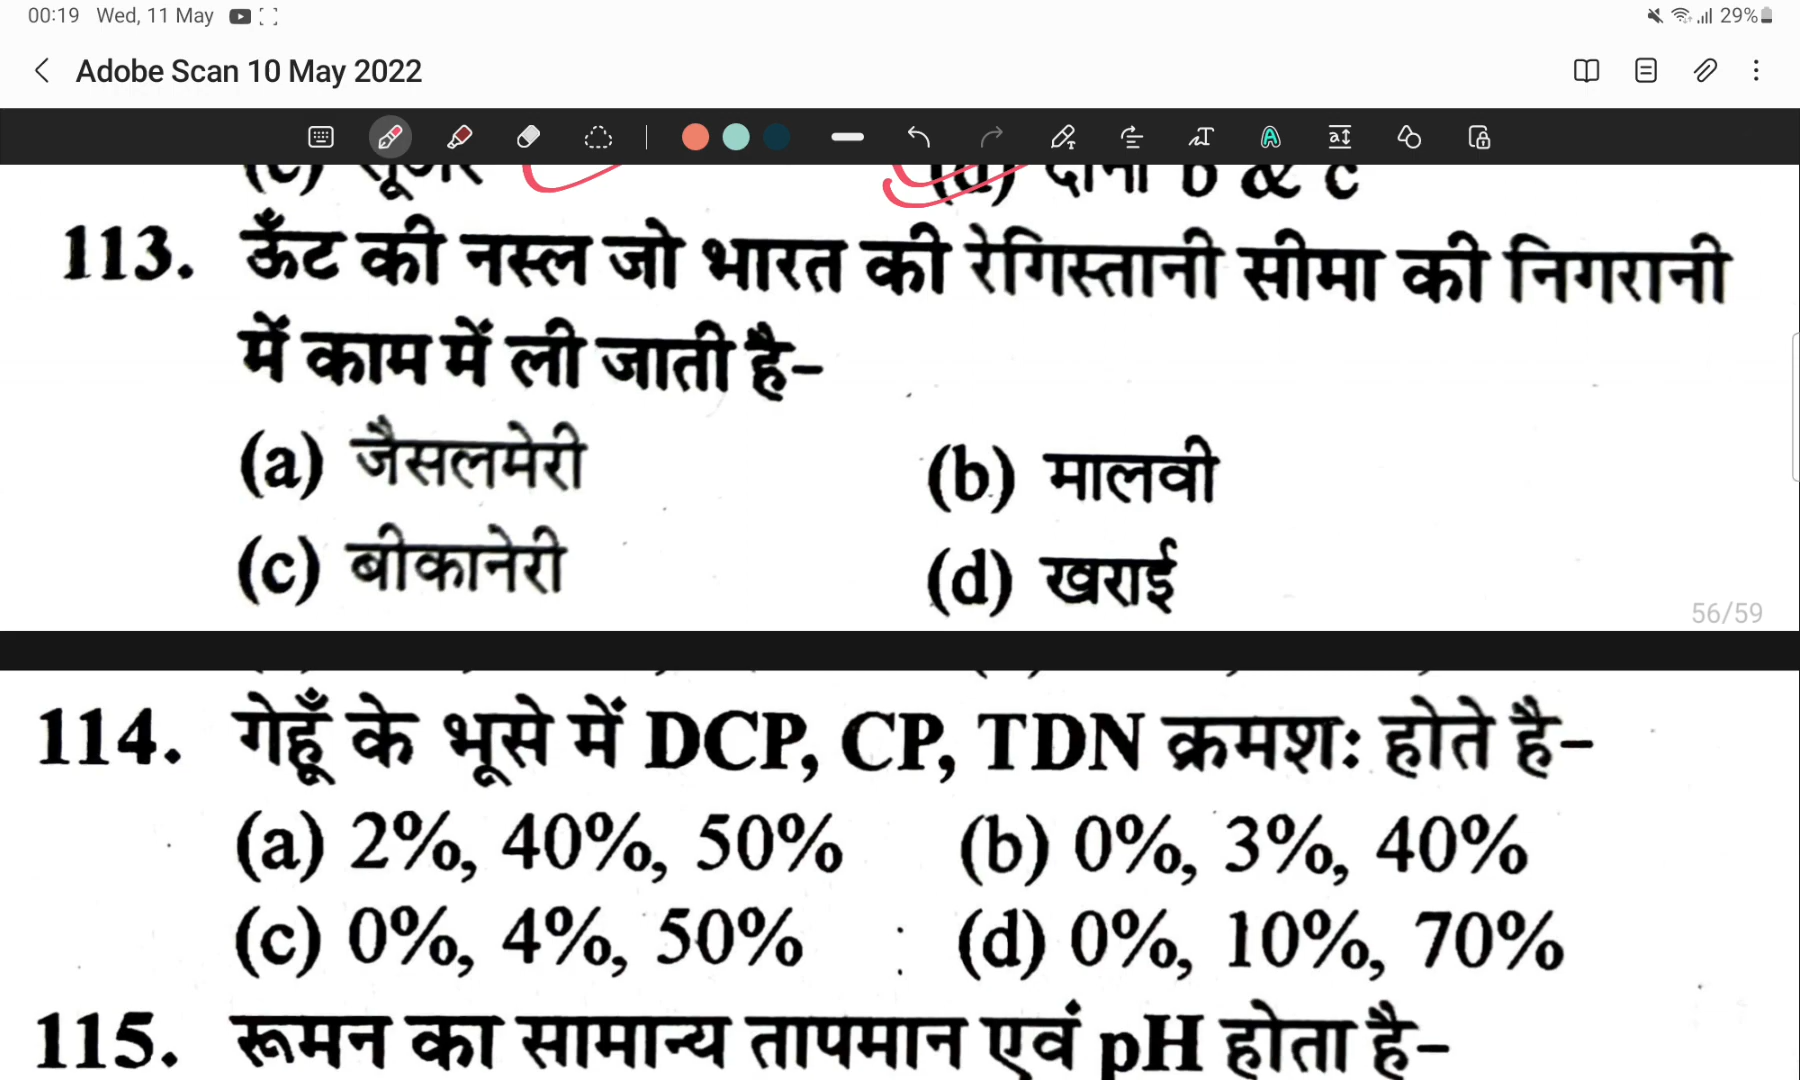 00:19 Wed, 11 May 29%
Adobe Scan 10 May 2022
(c) सूअर (d) दोनों b & c
113. ऊँट की नस्ल जो भारत की रेगिस्तानी सीमा की निगरानी
में काम में ली जाती है–
(a) जैसलमेरी (b) मालवी
(c) बीकानेरी (d) खराई
56/59
114. गेहूँ के भूसे में DCP, CP, TDN क्रमशः होते है–
(a) 2%, 40%, 50% (b) 0%, 3%, 40%
(c) 0%, 4%, 50% (d) 0%, 10%, 70%
115. रूमन का सामान्य तापमान एवं pH होता है–